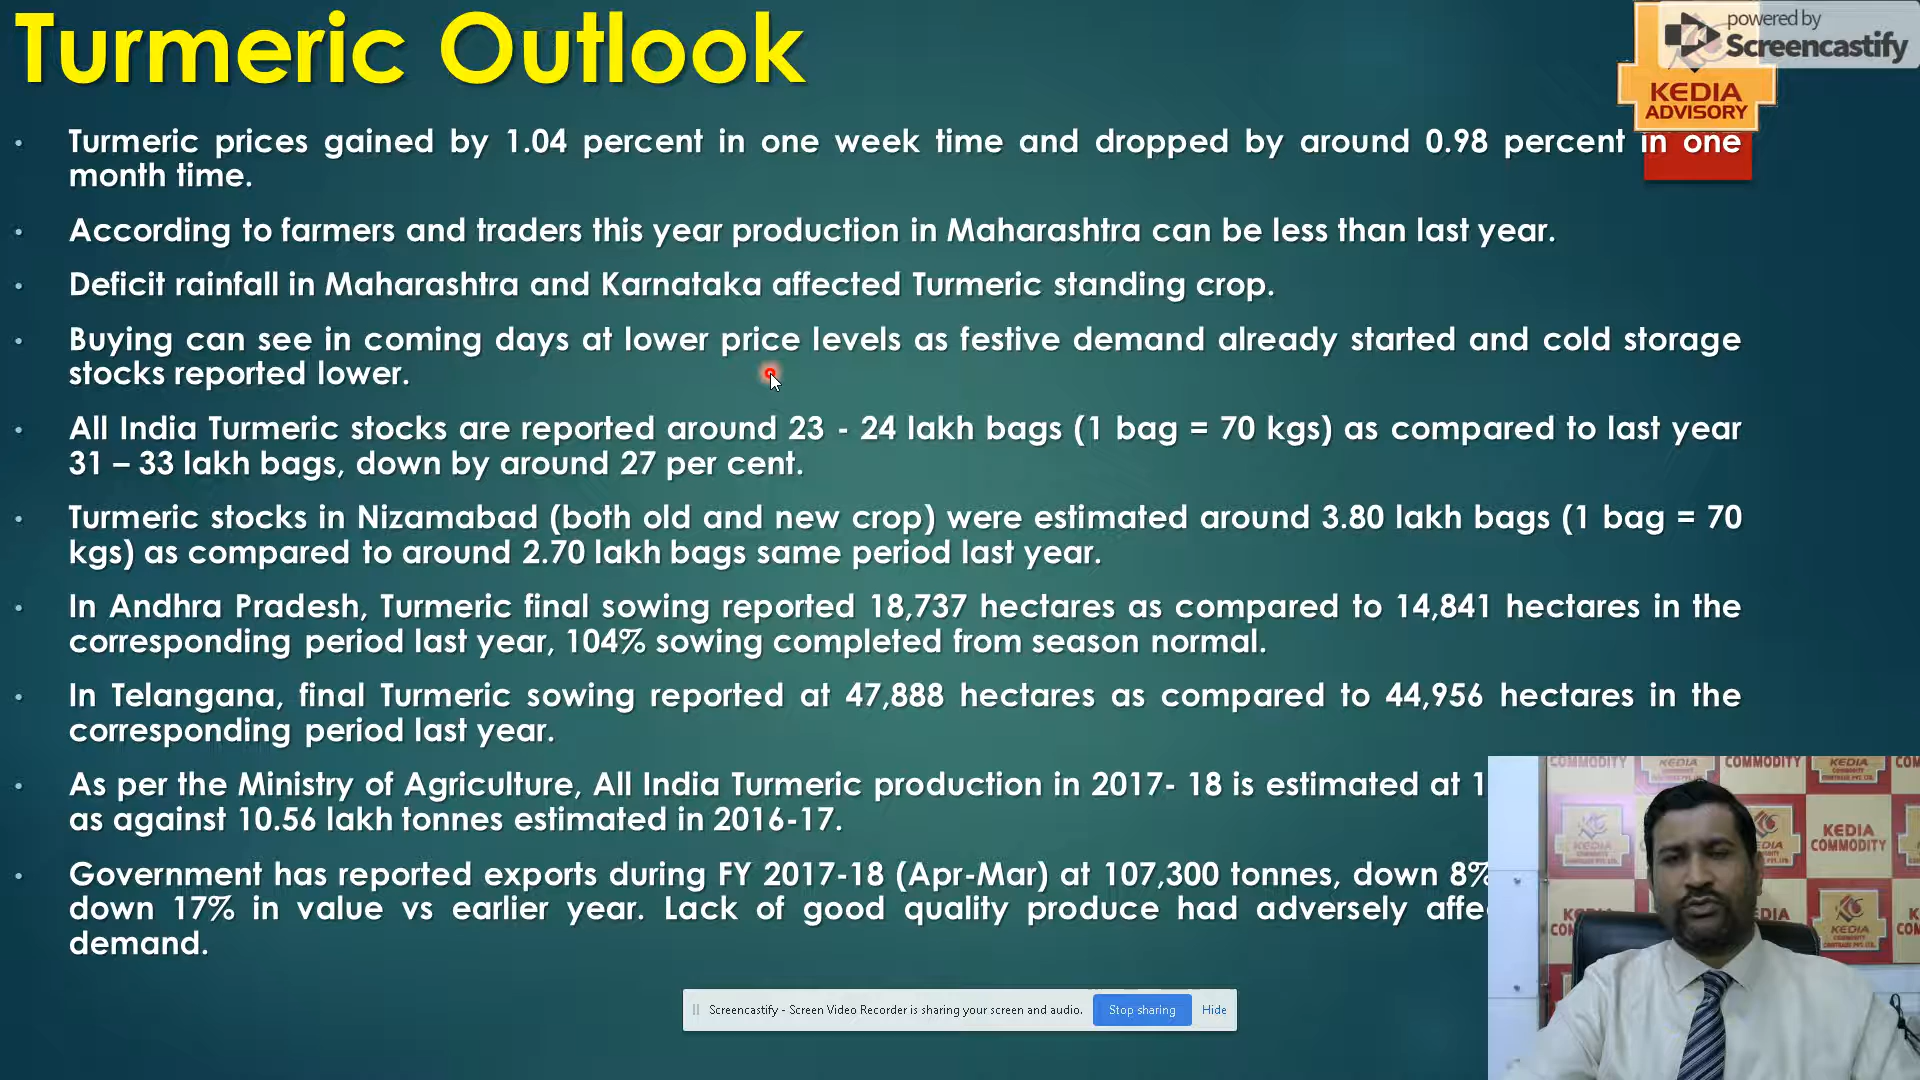 Turmeric Outlook
powered by
Screencastify
KEDIA
ADVISORY
• Turmeric prices gained by 1.04 percent in one week time and dropped by around 0.98 percent in one
month time.
• According to farmers and traders this year production in Maharashtra can be less than last year.
• Deficit rainfall in Maharashtra and Karnataka affected Turmeric standing crop.
• Buying can see in coming days at lower price levels as festive demand already started and cold storage
stocks reported lower.
• All India Turmeric stocks are reported around 23 - 24 lakh bags (1 bag = 70 kgs) as compared to last year
31 – 33 lakh bags, down by around 27 per cent.
• Turmeric stocks in Nizamabad (both old and new crop) were estimated around 3.80 lakh bags (1 bag = 70
kgs) as compared to around 2.70 lakh bags same period last year.
• In Andhra Pradesh, Turmeric final sowing reported 18,737 hectares as compared to 14,841 hectares in the
corresponding period last year, 104% sowing completed from season normal.
• In Telangana, final Turmeric sowing reported at 47,888 hectares as compared to 44,956 hectares in the
corresponding period last year.
• As per the Ministry of Agriculture, All India Turmeric production in 2017- 18 is estimated at 1
as against 10.56 lakh tonnes estimated in 2016-17.
• Government has reported exports during FY 2017-18 (Apr-Mar) at 107,300 tonnes, down 8%
down 17% in value vs earlier year. Lack of good quality produce had adversely
demand.
COMMODITY
COMMODITY
KEDIA
COMMODITY
Screencastify - Screen Video Recorder is sharing your screen and audio.
Stop sharing
Hide